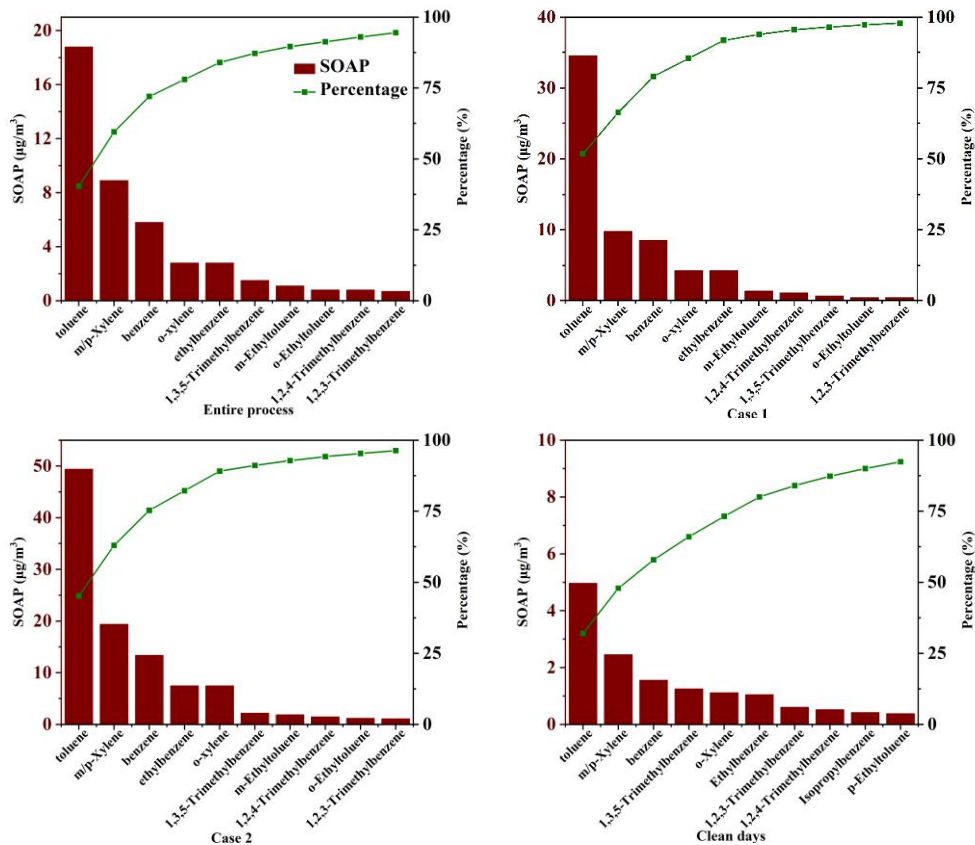 20
16
12
8
4
0
SOAP (μg/m³)
100
75
50
25
0
Percentage (%)
SOAP
Percentage
toluene
m/p-Xylene
benzene
o-xylene
ethylbenzene
1,3,5-Trimethylbenzene
m-Ethyltoluene
o-Ethyltoluene
1,2,4-Trimethylbenzene
1,2,3-Trimethylbenzene
Entire process
40
30
20
10
0
SOAP (μg/m³)
100
75
50
25
0
Percentage (%)
toluene
m/p-Xylene
benzene
o-xylene
ethylbenzene
m-Ethyltoluene
1,2,4-Trimethylbenzene
1,3,5-Trimethylbenzene
o-Ethyltoluene
1,2,3-Trimethylbenzene
Case 1
50
40
30
20
10
0
SOAP (μg/m³)
100
75
50
25
0
Percentage (%)
toluene
m/p-Xylene
benzene
ethylbenzene
o-xylene
1,3,5-Trimethylbenzene
m-Ethyltoluene
1,2,4-Trimethylbenzene
o-Ethyltoluene
1,2,3-Trimethylbenzene
Case 2
10
8
6
4
2
0
SOAP (μg/m³)
100
75
50
25
0
Percentage (%)
toluene
m/p-Xylene
benzene
1,3,5-Trimethylbenzene
o-Xylene
Ethylbenzene
1,2,3-Trimethylbenzene
1,2,4-Trimethylbenzene
Isopropylbenzene
p-Ethyltoluene
Clean days